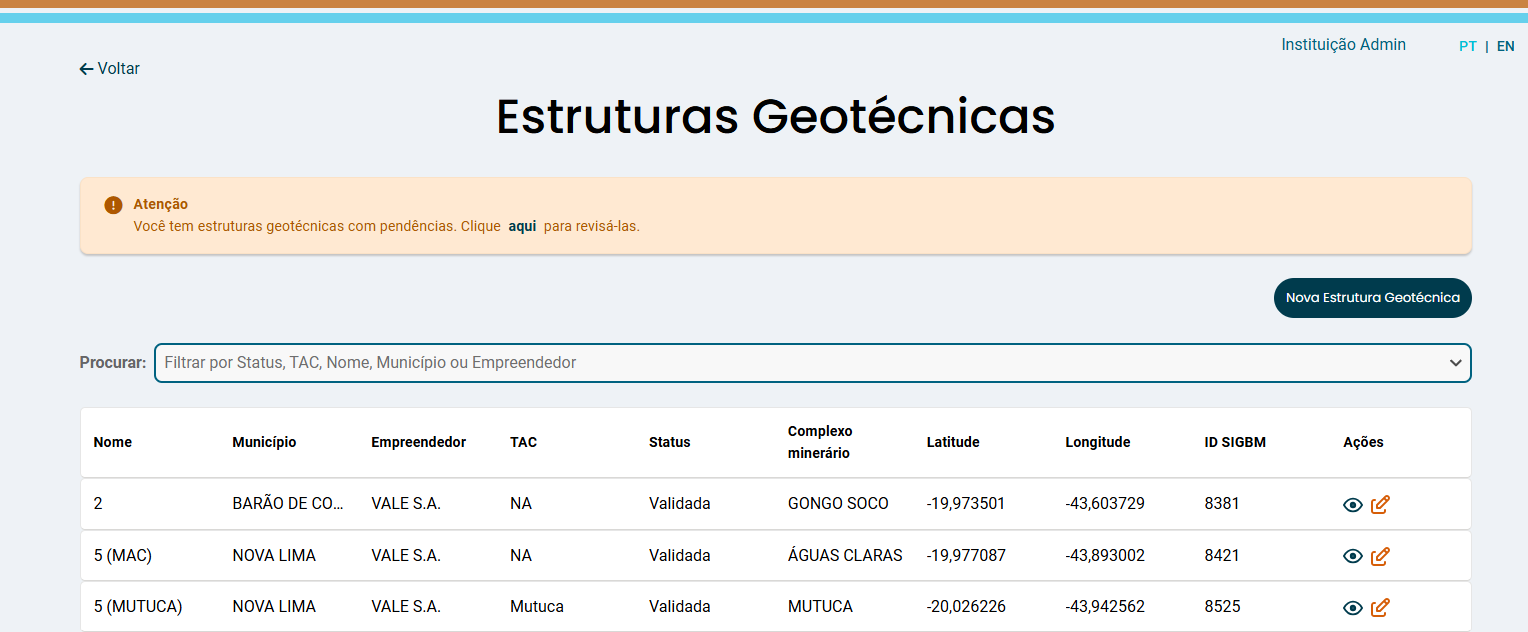 Instituição Admin PT | EN
Voltar
Estruturas Geotécnicas
Atenção
Você tem estruturas geotécnicas com pendências. Clique aqui para revisá-las.
Nova Estrutura Geotécnica
Procurar: Filtrar por Status, TAC, Nome, Município ou Empreendedor
Nome Município Empreendedor TAC Status Complexo minerário Latitude Longitude ID SIGBM Ações
2 BARÃO DE CO... VALE S.A. NA Validada GONGO SOCO -19,973501 -43,603729 8381
5 (MAC) NOVA LIMA VALE S.A. NA Validada ÁGUAS CLARAS -19,977087 -43,893002 8421
5 (MUTUCA) NOVA LIMA VALE S.A. Mutuca Validada MUTUCA -20,026226 -43,942562 8525